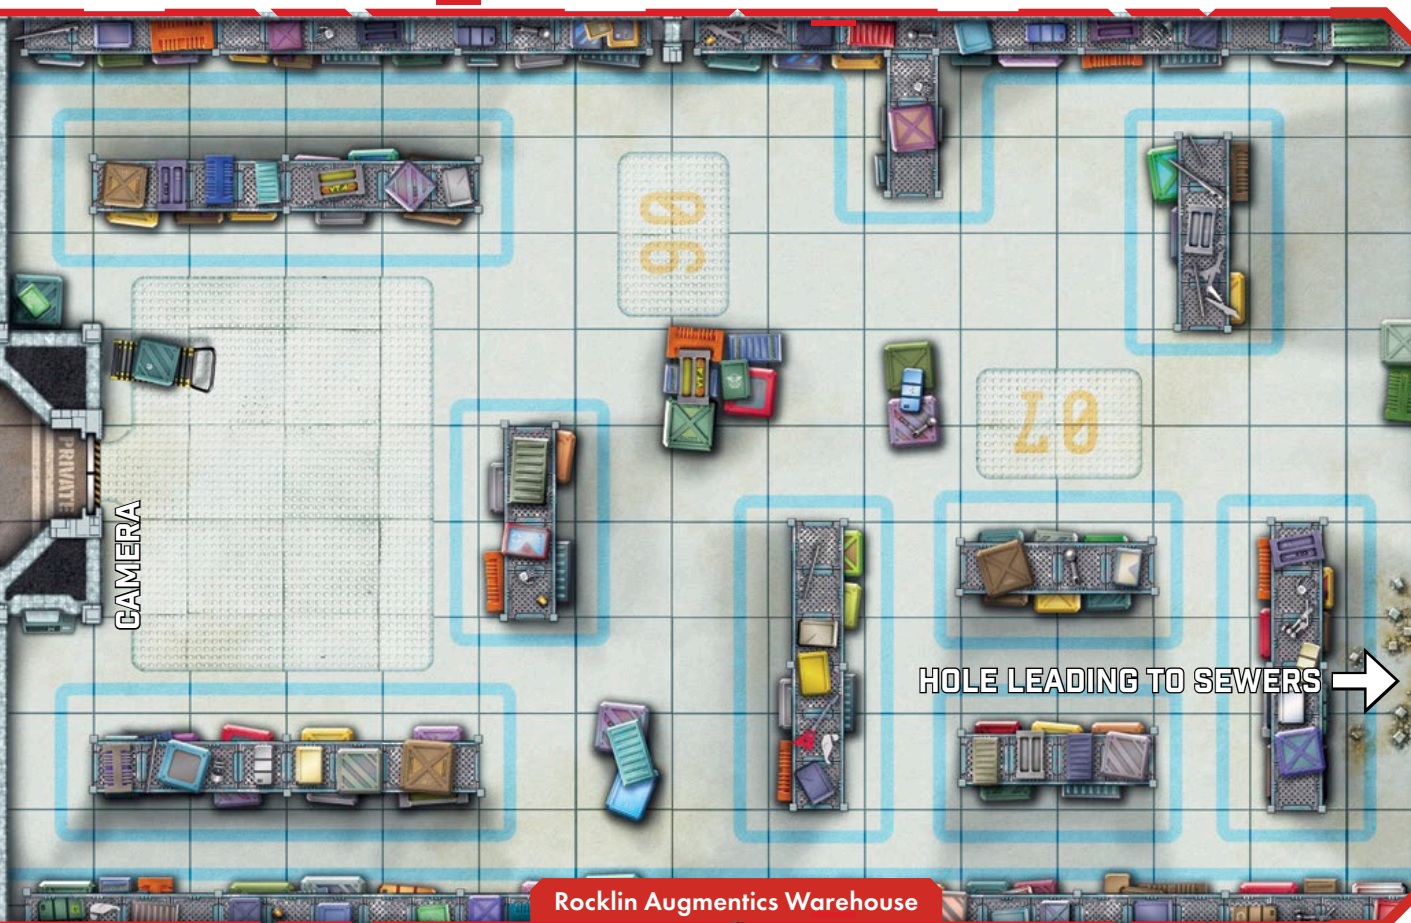 06
07
PRIVATE
CAMERA
HOLE LEADING TO SEWERS
Rocklin Augmentics Warehouse